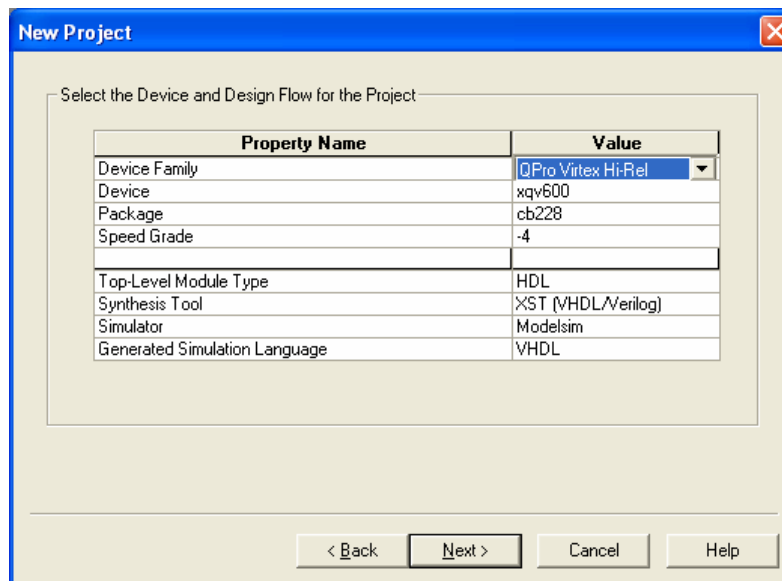 New Project
Select the Device and Design Flow for the Project
Property Name Value
Device Family QPro Virtex Hi-Rel
Device xqv600
Package cb228
Speed Grade -4
Top-Level Module Type HDL
Synthesis Tool XST (VHDL/Verilog)
Simulator Modelsim
Generated Simulation Language VHDL
< Back Next > Cancel Help